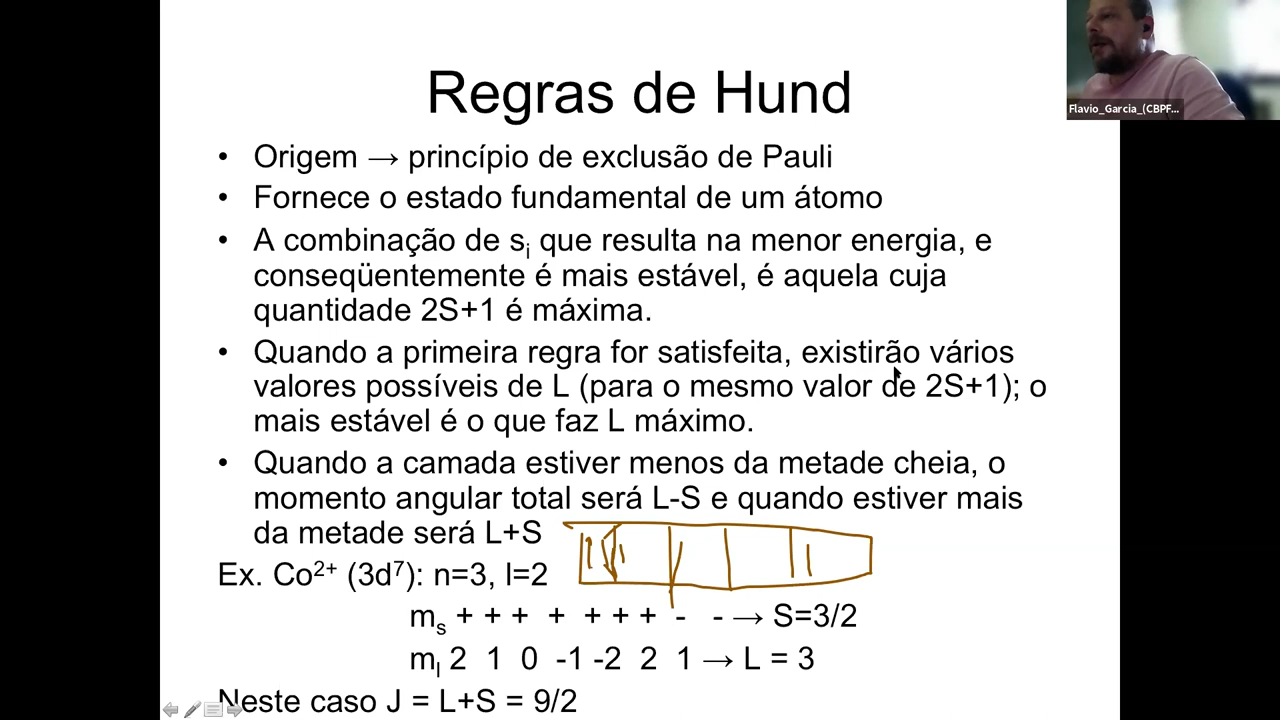 Regras de Hund
Flavio_Garcia_(CBPF...
• Origem → princípio de exclusão de Pauli
• Fornece o estado fundamental de um átomo
• A combinação de sᵢ que resulta na menor energia, e
conseqüentemente é mais estável, é aquela cuja
quantidade 2S+1 é máxima.
• Quando a primeira regra for satisfeita, existirão vários
valores possíveis de L (para o mesmo valor de 2S+1); o
mais estável é o que faz L máximo.
• Quando a camada estiver menos da metade cheia, o
momento angular total será L-S e quando estiver mais
da metade será L+S
Ex. Co²⁺ (3d⁷): n=3, l=2
mₛ + + + + + + + - - → S=3/2
mₗ 2 1 0 -1 -2 2 1 → L = 3
Neste caso J = L+S = 9/2